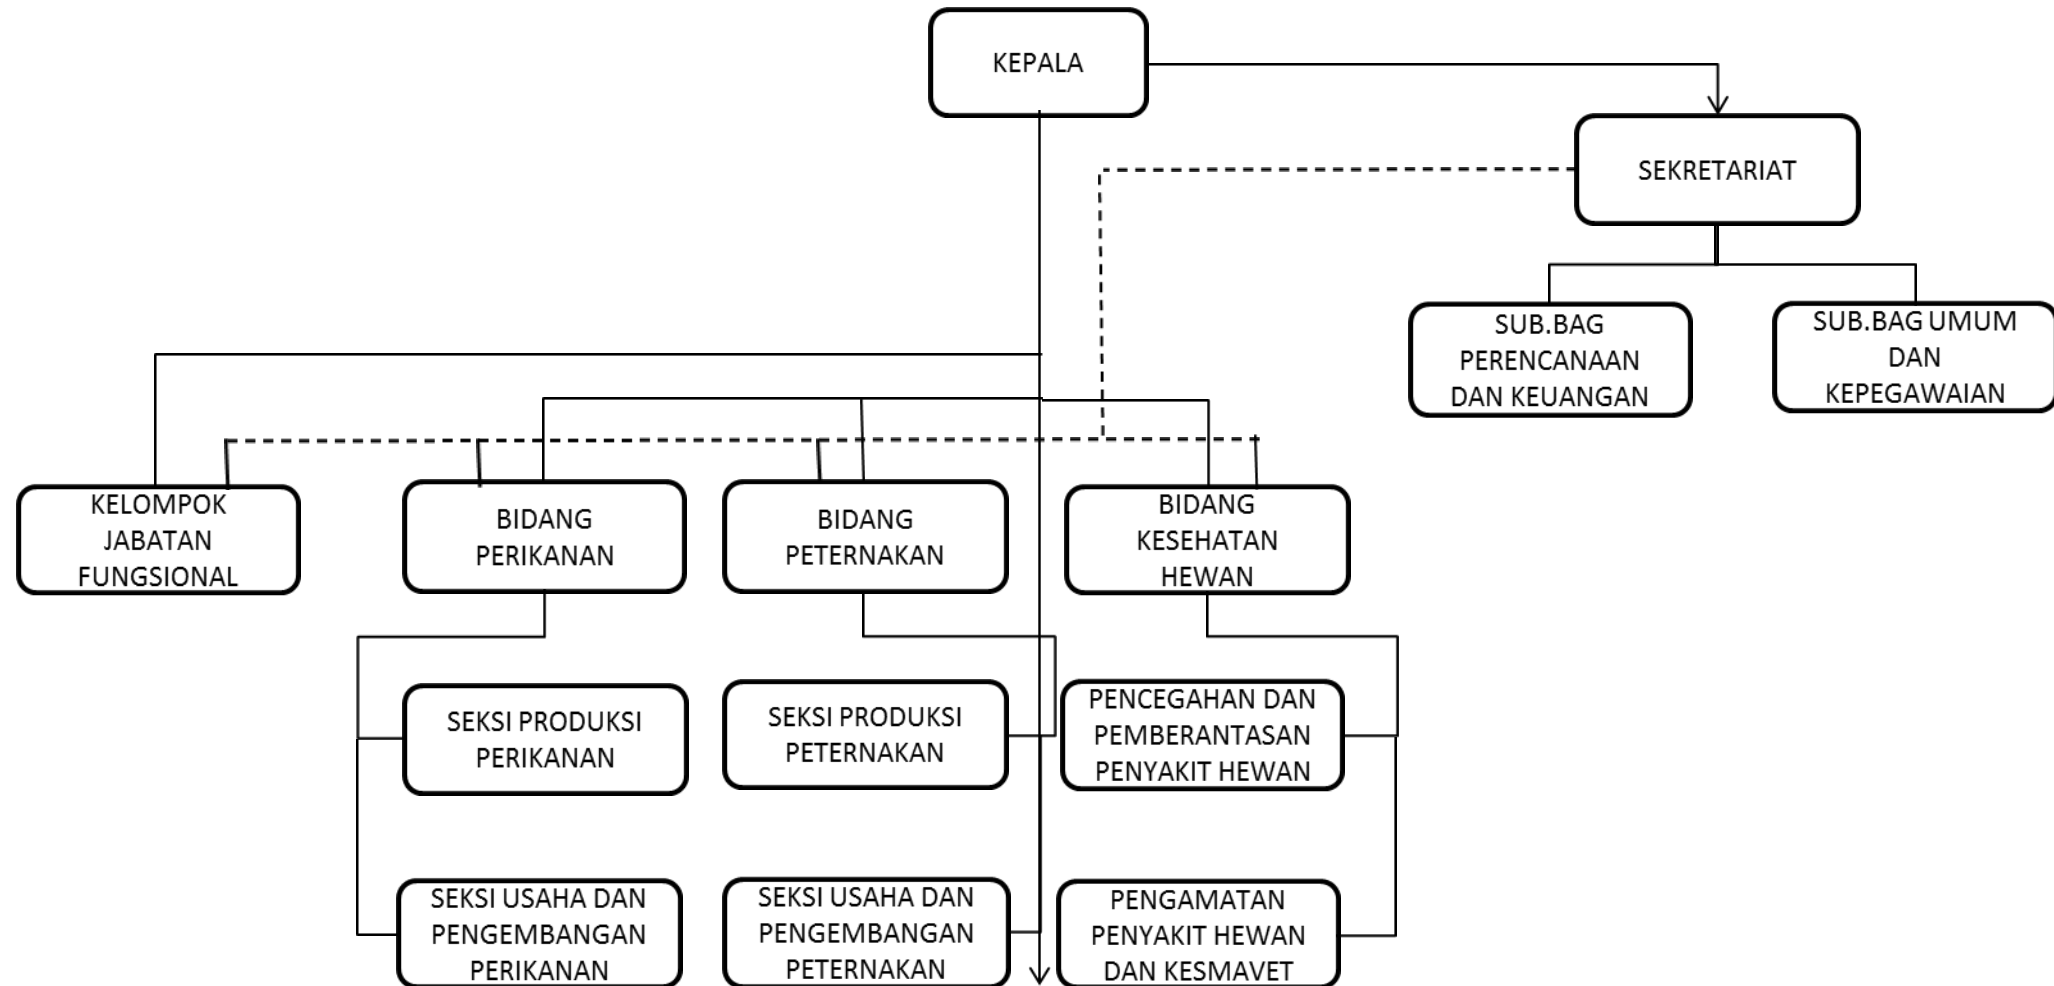 KEPALA
SEKRETARIAT
SUB.BAG
PERENCANAAN
DAN KEUANGAN
SUB.BAG UMUM
DAN
KEPEGAWAIAN
KELOMPOK
JABATAN
FUNGSIONAL
BIDANG
PERIKANAN
BIDANG
PETERNAKAN
BIDANG
KESEHATAN
HEWAN
SEKSI PRODUKSI
PERIKANAN
SEKSI PRODUKSI
PETERNAKAN
PENCEGAHAN DAN
PEMBERANTASAN
PENYAKIT HEWAN
SEKSI USAHA DAN
PENGEMBANGAN
PERIKANAN
SEKSI USAHA DAN
PENGEMBANGAN
PETERNAKAN
PENGAMATAN
PENYAKIT HEWAN
DAN KESMAVET